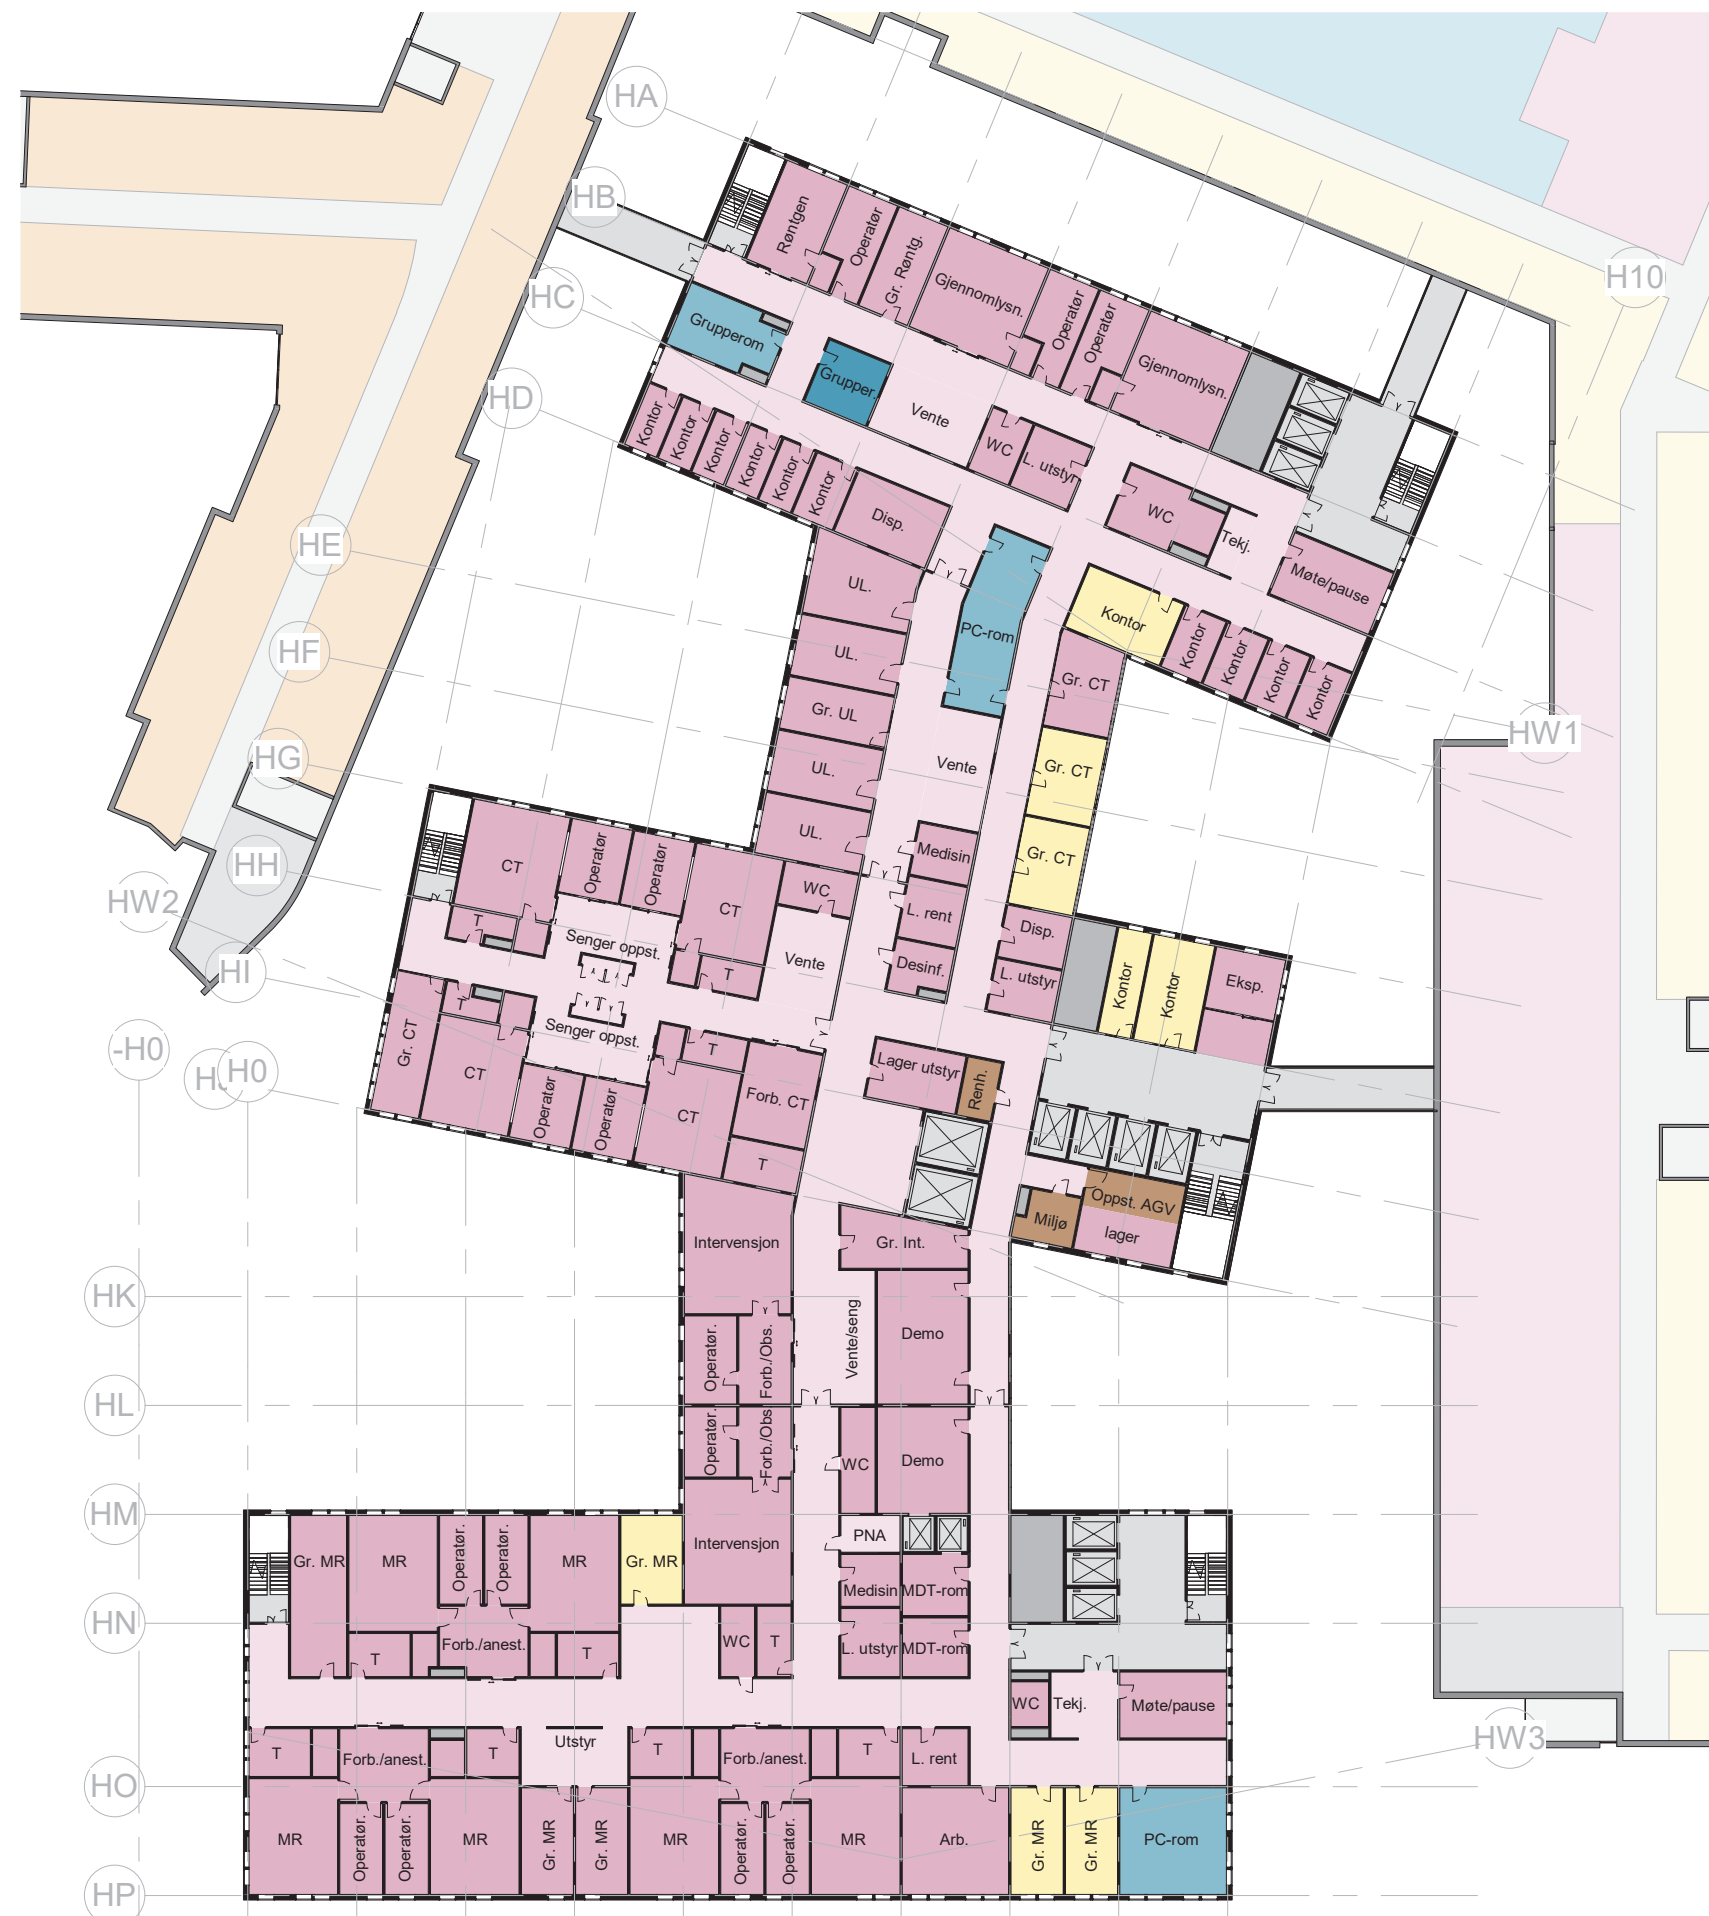 HA
HB
H10
HC
HD
HE
HF
HG
HW1
HH
HW2
HI
-H0
H0
HK
HL
HM
HN
HO
HW3
HP
Røntgen
Operatør
Gr. Røntg.
Gjennomlysn.
Operatør
Operatør
Gjennomlysn.
Grupperom
Grupper.
Vente
WC
L. utstyr
Kontor
Kontor
Kontor
Kontor
Kontor
Kontor
Disp.
WC
Tekj.
Møte/pause
UL.
PC-rom
Kontor
Kontor
Kontor
Kontor
Kontor
UL.
Gr. CT
Gr. UL
UL.
Vente
Gr. CT
UL.
Medisin
Gr. CT
CT
Operatør
Operatør
CT
WC
L. rent
Disp.
T
Senger oppst.
T
Vente
Desinf.
L. utstyr
Kontor
Kontor
Eksp.
Gr. CT
T
Senger oppst.
T
CT
Operatør
Operatør
CT
Forb. CT
T
Lager utstyr
Renh.
Oppst. AGV
Miljø
lager
Intervensjon
Gr. Int.
Operatør.
Forb./Obs.
Vente/seng
Demo
Operatør.
Forb./Obs
WC
Demo
Intervensjon
PNA
Gr. MR
MR
Operatør.
Operatør.
MR
Gr. MR
Medisin
MDT-rom
T
Forb./anest.
T
WC
T
L. utstyr
MDT-rom
WC
Tekj.
Møte/pause
T
Forb./anest.
T
Utstyr
T
Forb./anest.
T
L. rent
MR
Operatør.
Operatør.
MR
Gr. MR
Gr. MR
MR
Operatør.
Operatør.
MR
Arb.
Gr. MR
Gr. MR
PC-rom